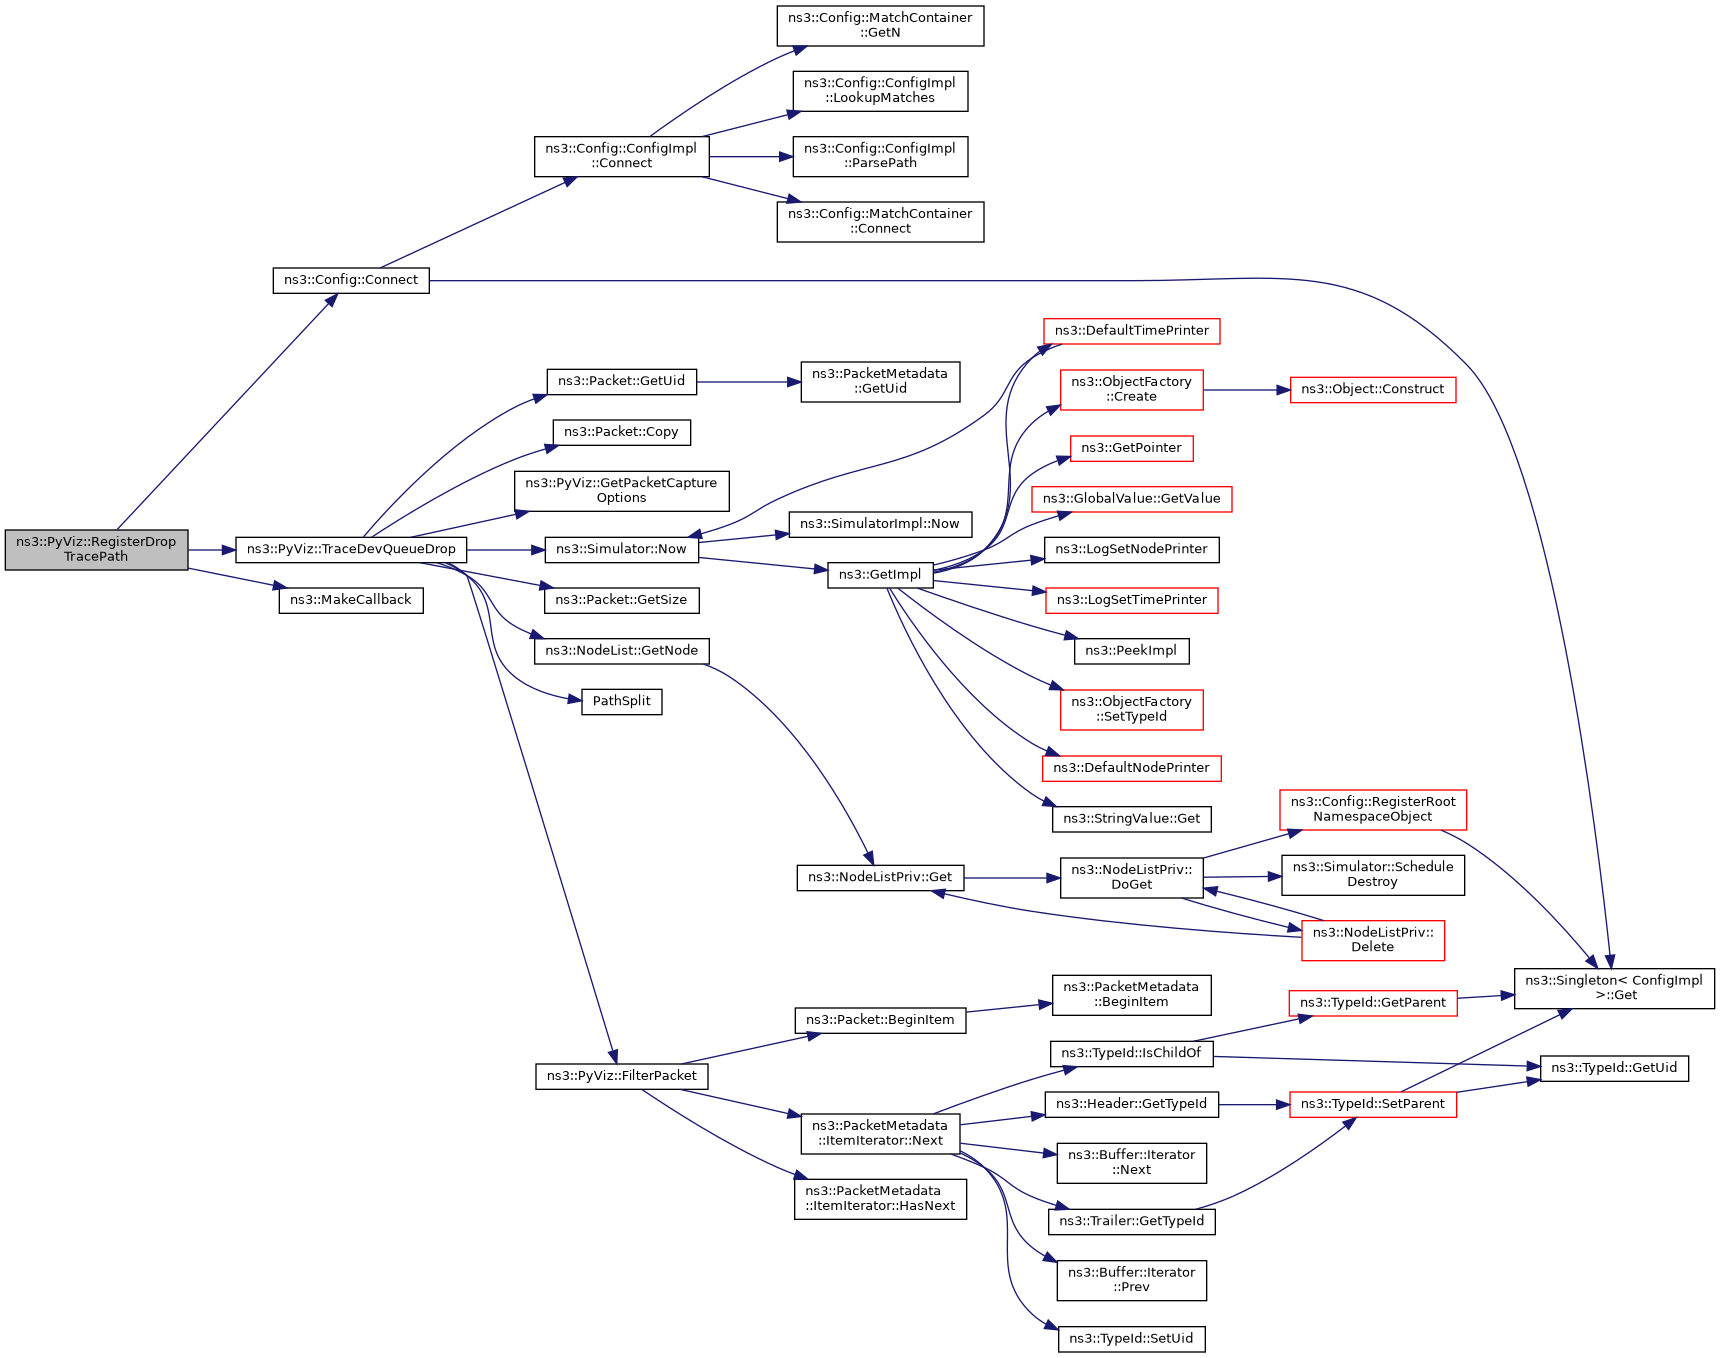 ns3::Config::MatchContainer
::GetN
ns3::Config::ConfigImpl
::LookupMatches
ns3::Config::ConfigImpl
::Connect
ns3::Config::ConfigImpl
::ParsePath
ns3::Config::MatchContainer
::Connect
ns3::Config::Connect
ns3::DefaultTimePrinter
ns3::Packet::GetUid
ns3::PacketMetadata
::GetUid
ns3::ObjectFactory
::Create
ns3::Object::Construct
ns3::Packet::Copy
ns3::GetPointer
ns3::PyViz::GetPacketCapture
Options
ns3::GlobalValue::GetValue
ns3::PyViz::RegisterDrop
TracePath
ns3::PyViz::TraceDevQueueDrop
ns3::Simulator::Now
ns3::SimulatorImpl::Now
ns3::LogSetNodePrinter
ns3::GetImpl
ns3::MakeCallback
ns3::Packet::GetSize
ns3::LogSetTimePrinter
ns3::NodeList::GetNode
ns3::PeekImpl
PathSplit
ns3::ObjectFactory
::SetTypeId
ns3::DefaultNodePrinter
ns3::StringValue::Get
ns3::Config::RegisterRoot
NamespaceObject
ns3::NodeListPriv::Get
ns3::NodeListPriv::
DoGet
ns3::Simulator::Schedule
Destroy
ns3::NodeListPriv::
Delete
ns3::Singleton< ConfigImpl
>::Get
ns3::PacketMetadata
::BeginItem
ns3::TypeId::GetParent
ns3::Packet::BeginItem
ns3::TypeId::IsChildOf
ns3::TypeId::GetUid
ns3::PyViz::FilterPacket
ns3::Header::GetTypeId
ns3::TypeId::SetParent
ns3::PacketMetadata
::ItemIterator::Next
ns3::Buffer::Iterator
::Next
ns3::PacketMetadata
::ItemIterator::HasNext
ns3::Trailer::GetTypeId
ns3::Buffer::Iterator
::Prev
ns3::TypeId::SetUid